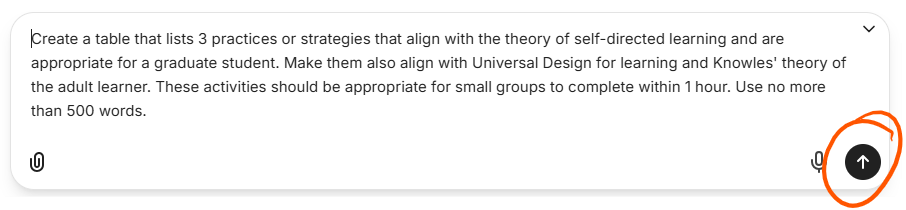 Create a table that lists 3 practices or strategies that align with the theory of self-directed learning and are
appropriate for a graduate student. Make them also align with Universal Design for learning and Knowles' theory of
the adult learner. These activities should be appropriate for small groups to complete within 1 hour. Use no more
than 500 words.